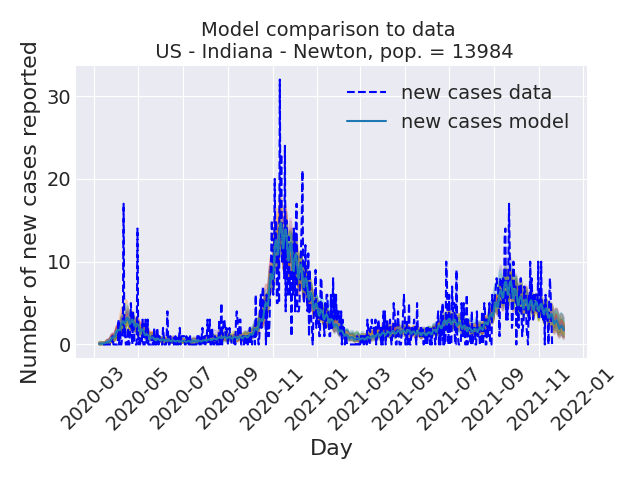 Model comparison to data
US - Indiana - Newton, pop. = 13984
Number of new cases reported
30
20
10
0
new cases data
new cases model
2020-03
2020-05
2020-07
2020-09
2020-11
2021-01
2021-03
2021-05
2021-07
2021-09
2021-11
2022-01
Day